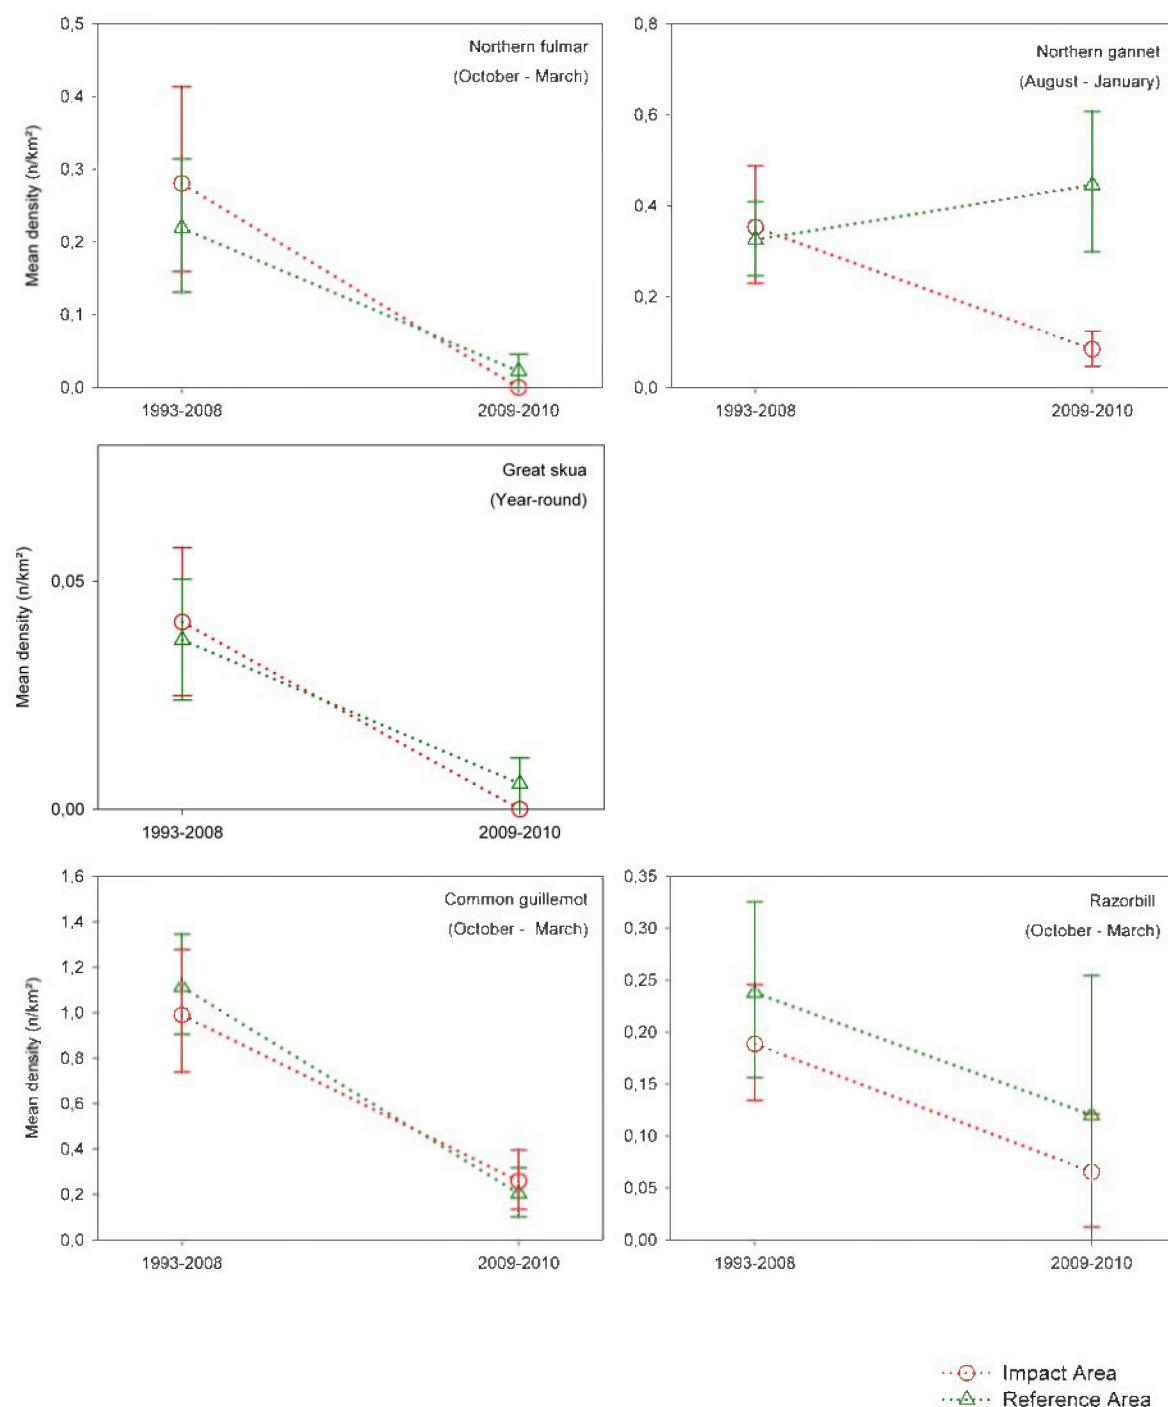 0,5
0,4
0,3
0,2
0,1
0,0
Mean density (n/km²)
Northern fulmar
(October - March)
1993-2008
2009-2010
0,8
0,6
0,4
0,2
0,0
Northern gannet
(August - January)
1993-2008
2009-2010
0,05
0,00
Mean density (n/km²)
Great skua
(Year-round)
1993-2008
2009-2010
1,6
1,4
1,2
1,0
0,8
0,6
0,4
0,2
0,0
Mean density (n/km²)
Common guillemot
(October - March)
1993-2008
2009-2010
0,35
0,30
0,25
0,20
0,15
0,10
0,05
0,00
Razorbill
(October - March)
1993-2008
2009-2010
Impact Area
Reference Area